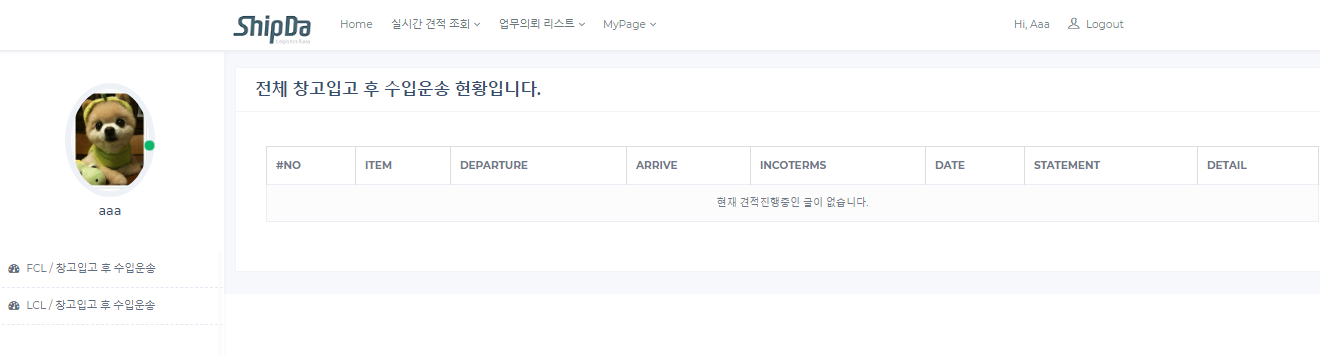 ShipDa
Logistics Easy
Home 실시간 견적 조회 업무의뢰 리스트 MyPage
Hi, Aaa Logout
aaa
FCL / 창고입고 후 수입운송
LCL / 창고입고 후 수입운송
전체 창고입고 후 수입운송 현황입니다.
#NO ITEM DEPARTURE ARRIVE INCOTERMS DATE STATEMENT DETAIL
현재 견적진행중인 글이 없습니다.